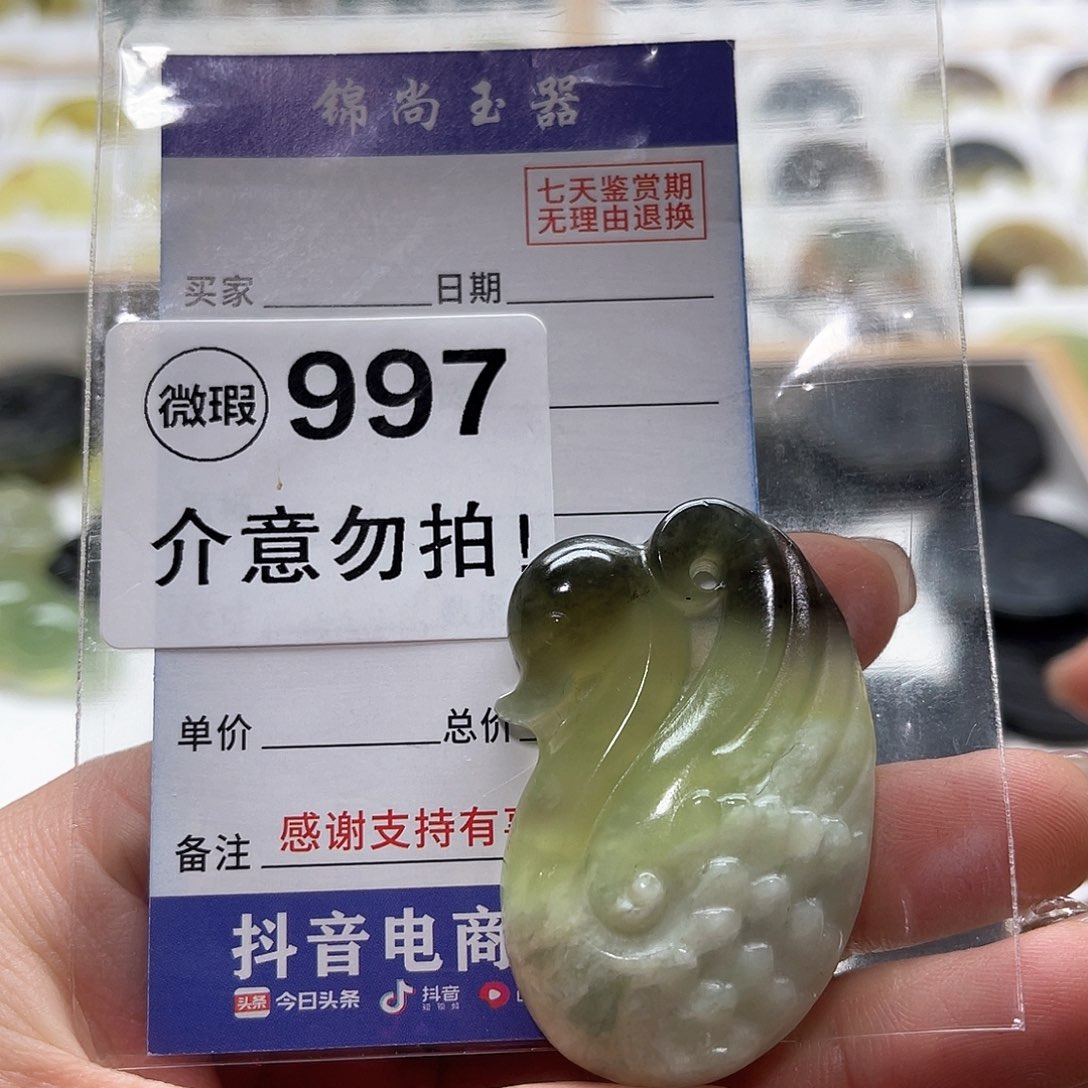 锦尚玉器
七天鉴赏期
无理由退换
买家 日期
微瑕 997
介意勿拍!
单价 总价
备注 感谢支持有
抖音电商
头条 今日头条 抖音